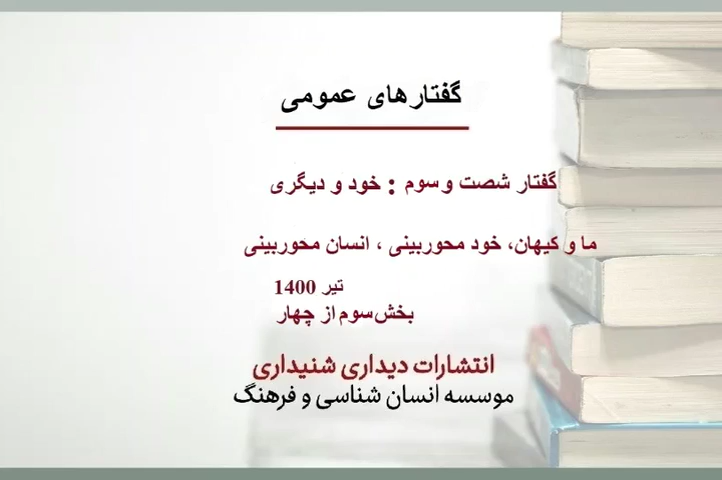 گفتارهای عمومی
گفتار شصت و سوم : خود و دیگری
ما و کیهان، خود محوربینی ، انسان محوربینی
تیر 1400
بخش سوم از چهار
انتشارات دیداری شنیداری
موسسه انسان شناسی و فرهنگ